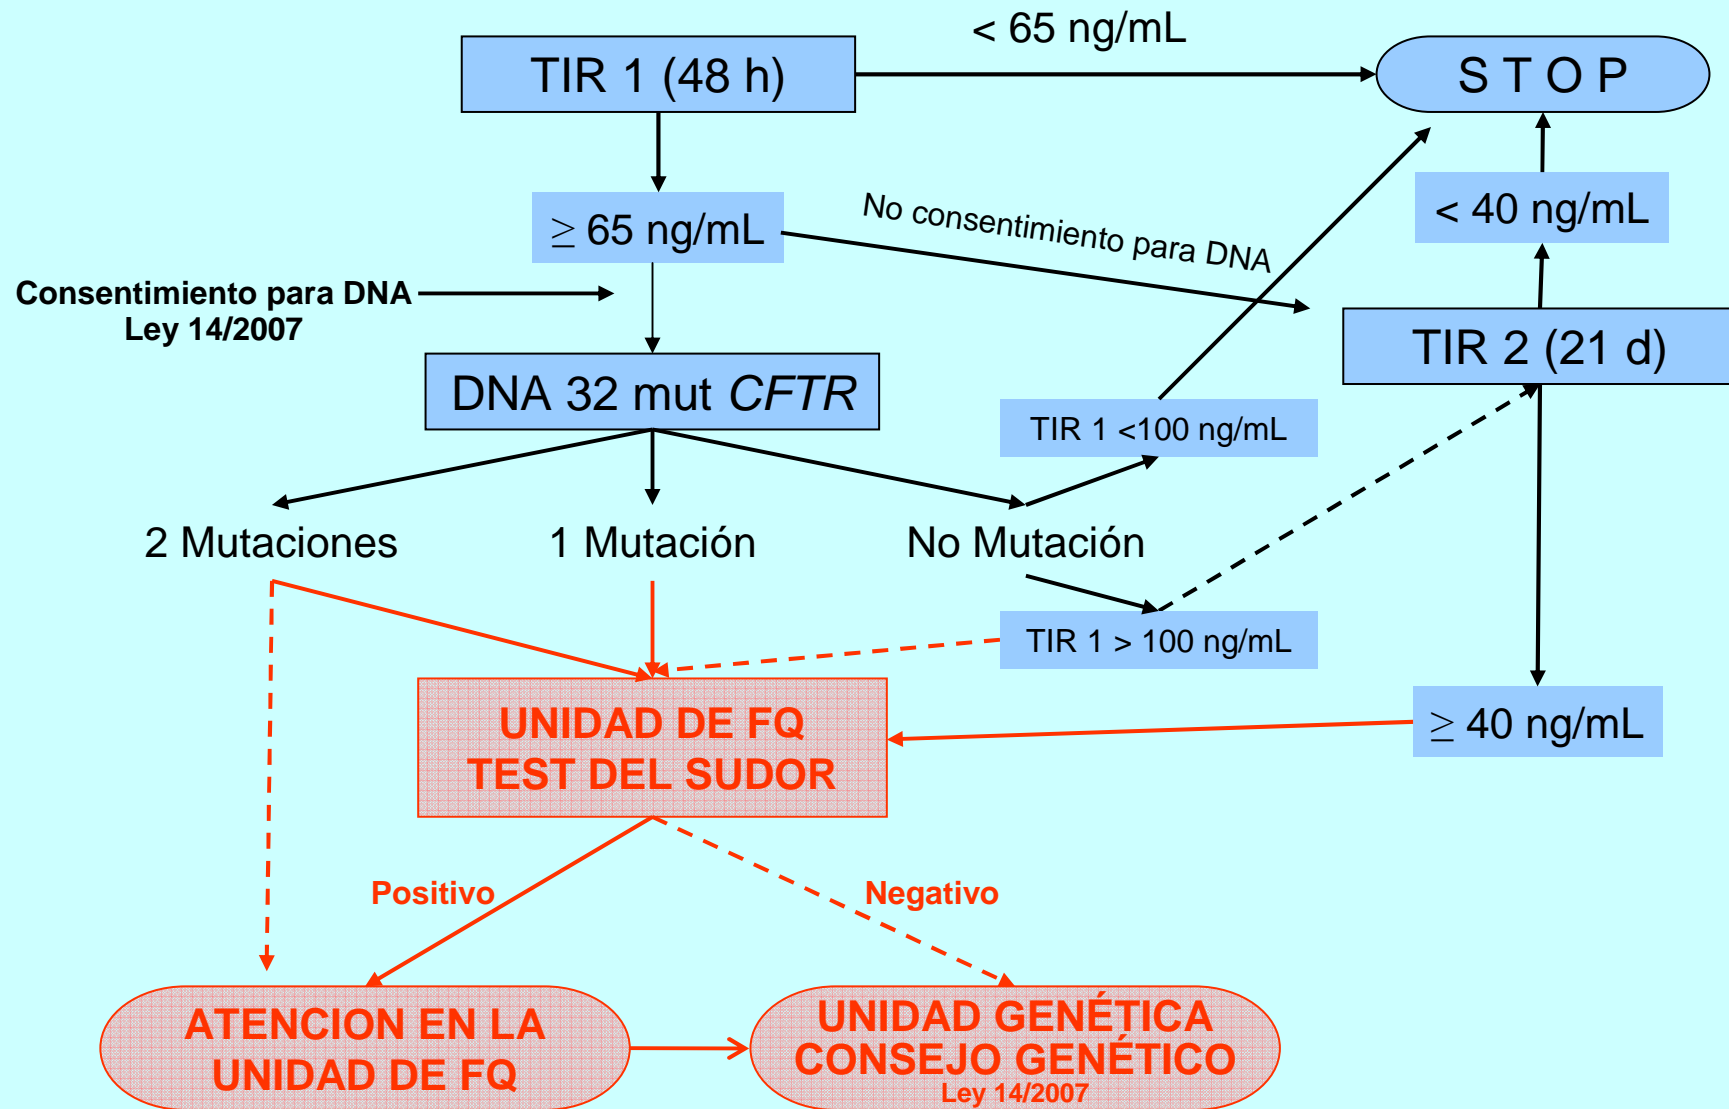 < 65 ng/mL
TIR 1 (48 h)
S T O P
≥ 65 ng/mL
No consentimiento para DNA
< 40 ng/mL
Consentimiento para DNA
Ley 14/2007
TIR 2 (21 d)
DNA 32 mut CFTR
TIR 1 <100 ng/mL
2 Mutaciones
1 Mutación
No Mutación
TIR 1 > 100 ng/mL
UNIDAD DE FQ
TEST DEL SUDOR
≥ 40 ng/mL
Positivo
Negativo
ATENCION EN LA
UNIDAD DE FQ
UNIDAD GENÉTICA
CONSEJO GENÉTICO
Ley 14/2007